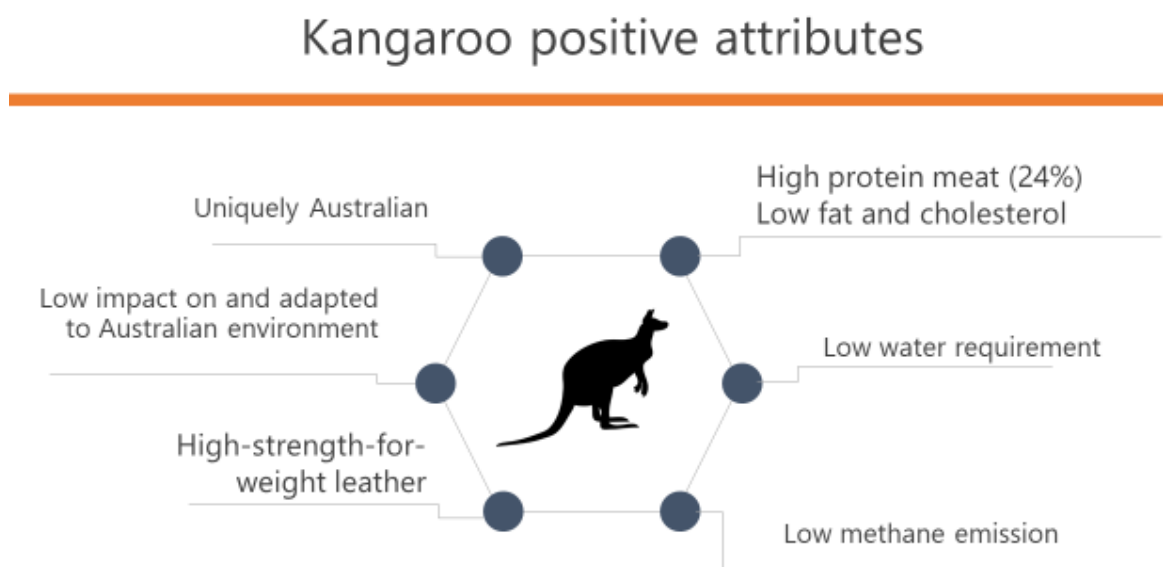 Kangaroo positive attributes
Uniquely Australian
High protein meat (24%)
Low fat and cholesterol
Low impact on and adapted
to Australian environment
Low water requirement
High-strength-for-
weight leather
Low methane emission